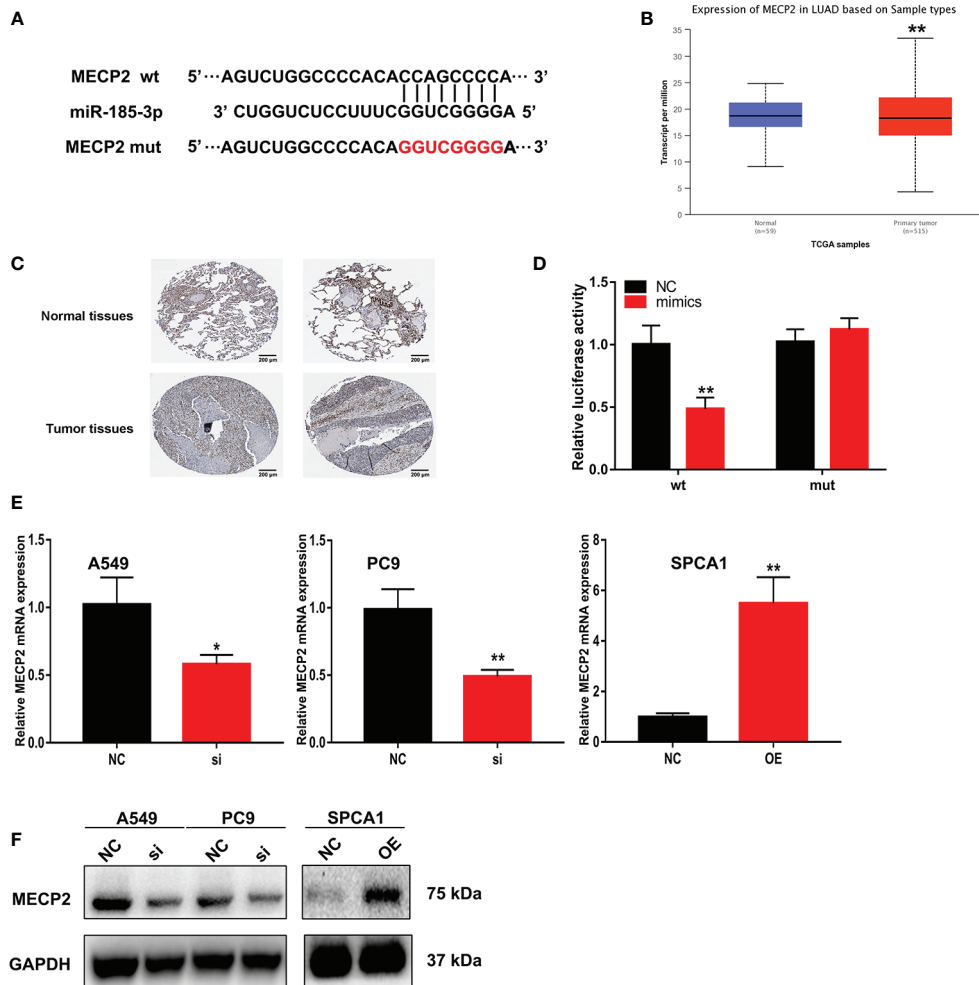 A
MECP2 wt 5’ ···AGUCUGGCCCCACACCAGCCCCA··· 3’
miR-185-3p 3’ CUGGUCUCCUUUCGGUCGGGGA 5’
MECP2 mut 5’ ···AGUCUGGCCCCACAGGUCGGGGA··· 3’
B
Expression of MECP2 in LUAD based on Sample types
**
Transcript per million
35
30
25
20
15
10
5
0
Normal
(n=59)
Primary tumor
(n=515)
TCGA samples
C
Normal tissues
200 μm
200 μm
Tumor tissues
200 μm
200 μm
D
NC
mimics
Relative luciferase activity
1.5
1.0
0.5
0.0
**
wt mut
E
A549
Relative MECP2 mRNA expression
1.5
1.0
0.5
0.0
*
NC si
PC9
Relative MECP2 mRNA expression
1.5
1.0
0.5
0.0
**
NC si
SPCA1
Relative MECP2 mRNA expression
8
6
4
2
0
**
NC OE
F
A549 PC9 SPCA1
NC si NC si NC OE
MECP2 75 kDa
GAPDH 37 kDa